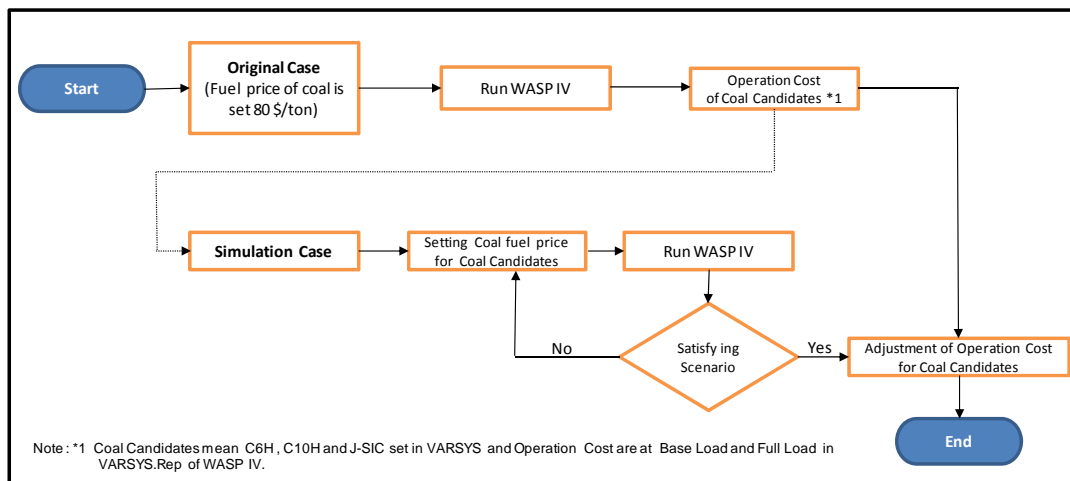 Start
Original Case
(Fuel price of coal is
set 80 $/ton)
Run WASP IV
Operation Cost
of Coal Candidates *1
Simulation Case
Setting Coal fuel price
for Coal Candidates
Run WASP IV
No
Satisfy ing
Scenario
Yes
Adjustment of Operation Cost
for Coal Candidates
End
Note : *1 Coal Candidates mean C6H , C10H and J-SIC set in VARSYS and Operation Cost are at Base Load and Full Load in
VARSYS.Rep of WASP IV.